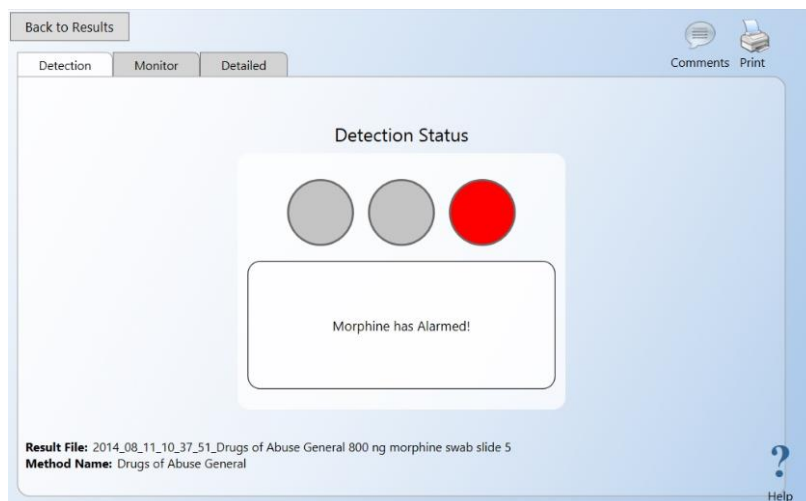 Back to Results
Comments Print
Detection Monitor Detailed
Detection Status
Morphine has Alarmed!
Result File: 2014_08_11_10_37_51_Drugs of Abuse General 800 ng morphine swab slide 5
Method Name: Drugs of Abuse General
?
Help